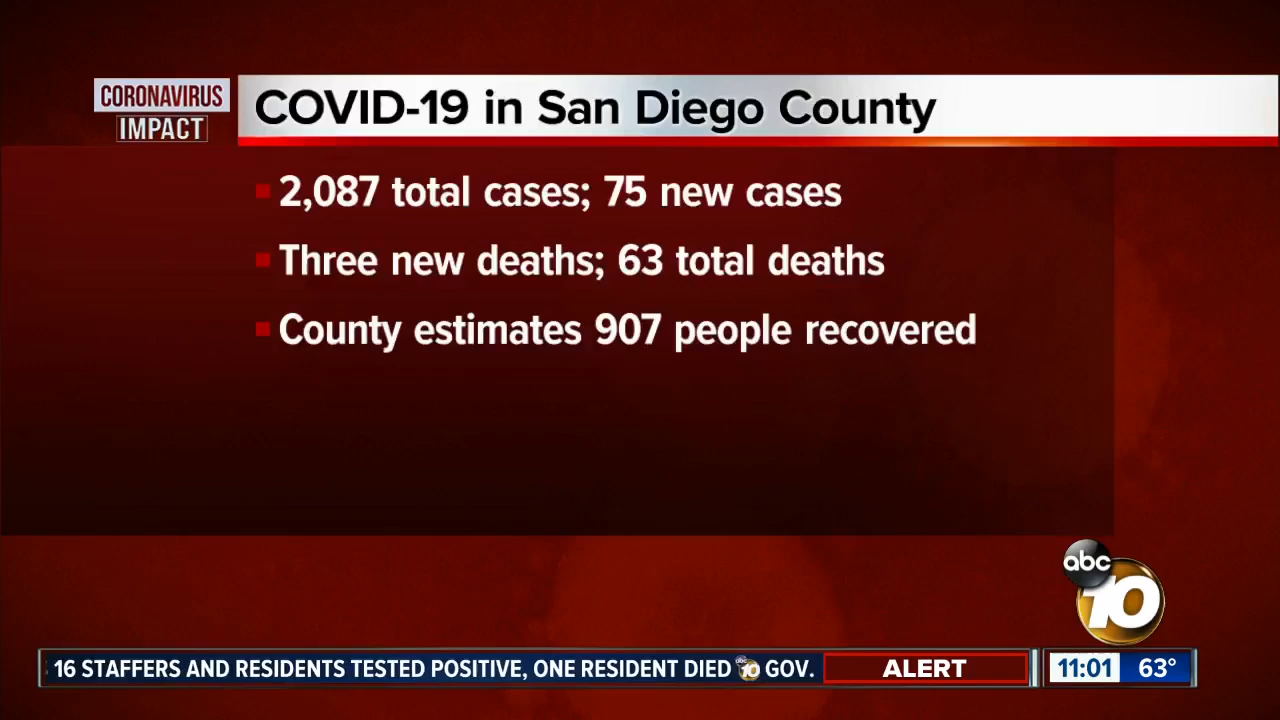 CORONAVIRUS
IMPACT
COVID-19 in San Diego County
2,087 total cases; 75 new cases
Three new deaths; 63 total deaths
County estimates 907 people recovered
abc
10
16 STAFFERS AND RESIDENTS TESTED POSITIVE, ONE RESIDENT DIED abc 10 GOV.
ALERT
11:01 63°